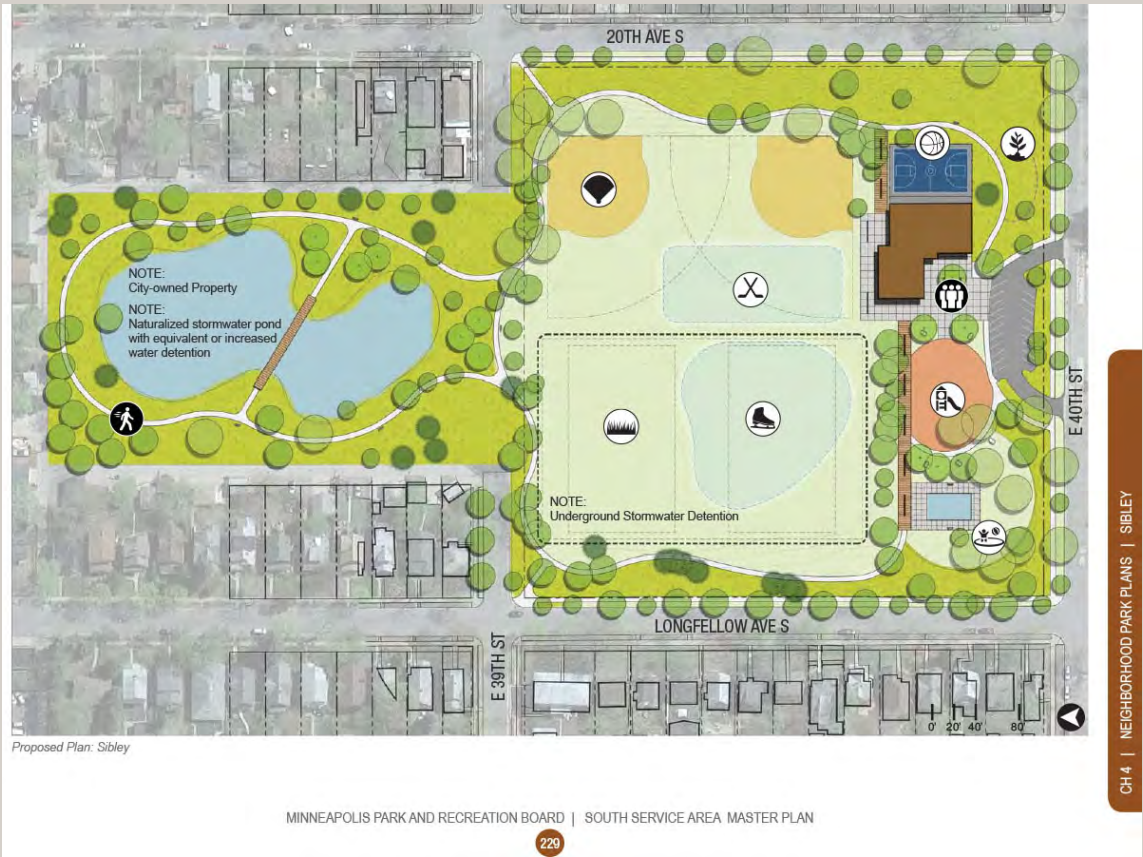 20TH AVE S
NOTE:
City-owned Property
NOTE:
Naturalized stormwater pond
with equivalent or increased
water detention
E 40TH ST
NOTE:
Underground Stormwater Detention
LONGFELLOW AVE S
E 39TH ST
0' 20' 40' 80'
Proposed Plan: Sibley
CH 4 | NEIGHBORHOOD PARK PLANS | SIBLEY
MINNEAPOLIS PARK AND RECREATION BOARD | SOUTH SERVICE AREA MASTER PLAN
229